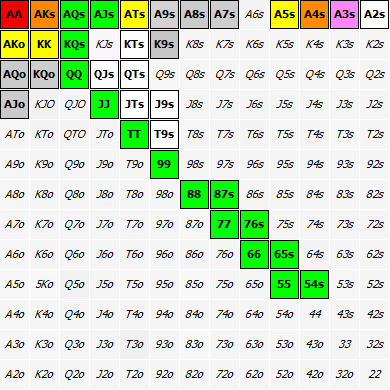 AA AKs AQs AJs ATs A9s A8s A7s A6s A5s A4s A3s A2s
AKo KK KQs KJs KTs K9s K8s K7s K6s K5s K4s K3s K2s
AQo KQo QQ QJs QTs Q9s Q8s Q7s Q6s Q5s Q4s Q3s Q2s
AJo KJO QJO JJ JTs J9s J8s J7s J6s J5s J4s J3s J2s
ATo KTo QTO JTo TT T9s T8s T7s T6s T5s T4s T3s T2s
A9o K9o Q9o J9o T9o 99 98s 97s 96s 95s 94s 93s 92s
A8o K8o Q8o J8o T8o 98o 88 87s 86s 85s 84s 83s 82s
A7o K7o Q7o J7o T7o 97o 87o 77 76s 75s 74s 73s 72s
A6o K6o Q6o J6o T6o 96o 86o 76o 66 65s 64s 63s 62s
A5o 5Ko Q5o J5o T5o 95o 85o 75o 65o 55 54s 53s 52s
A4o K4o Q4o J4o T4o 94o 84o 74o 64o 54o 44 43s 42s
A3o K3o Q3o J3o T3o 93o 83o 73o 63o 53o 43o 33 32s
A2o K2o Q2o J2o T2o 92o 82o 72o 62o 52o 42o 32o 22